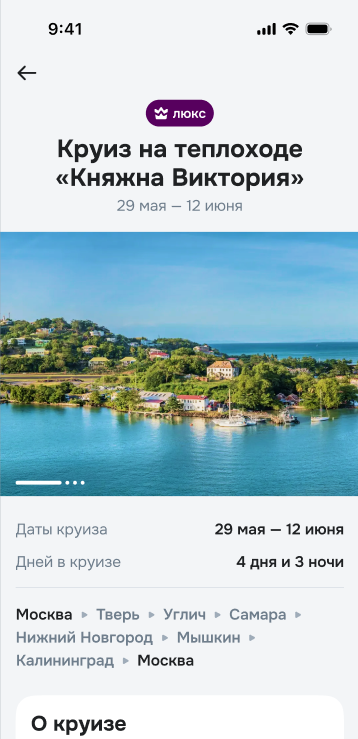 9:41
люкс
Круиз на теплоходе
«Княжна Виктория»
29 мая — 12 июня
Даты круиза 29 мая — 12 июня
Дней в круизе 4 дня и 3 ночи
Москва ▸ Тверь ▸ Углич ▸ Самара ▸
Нижний Новгород ▸ Мышкин ▸
Калининград ▸ Москва
О круизе